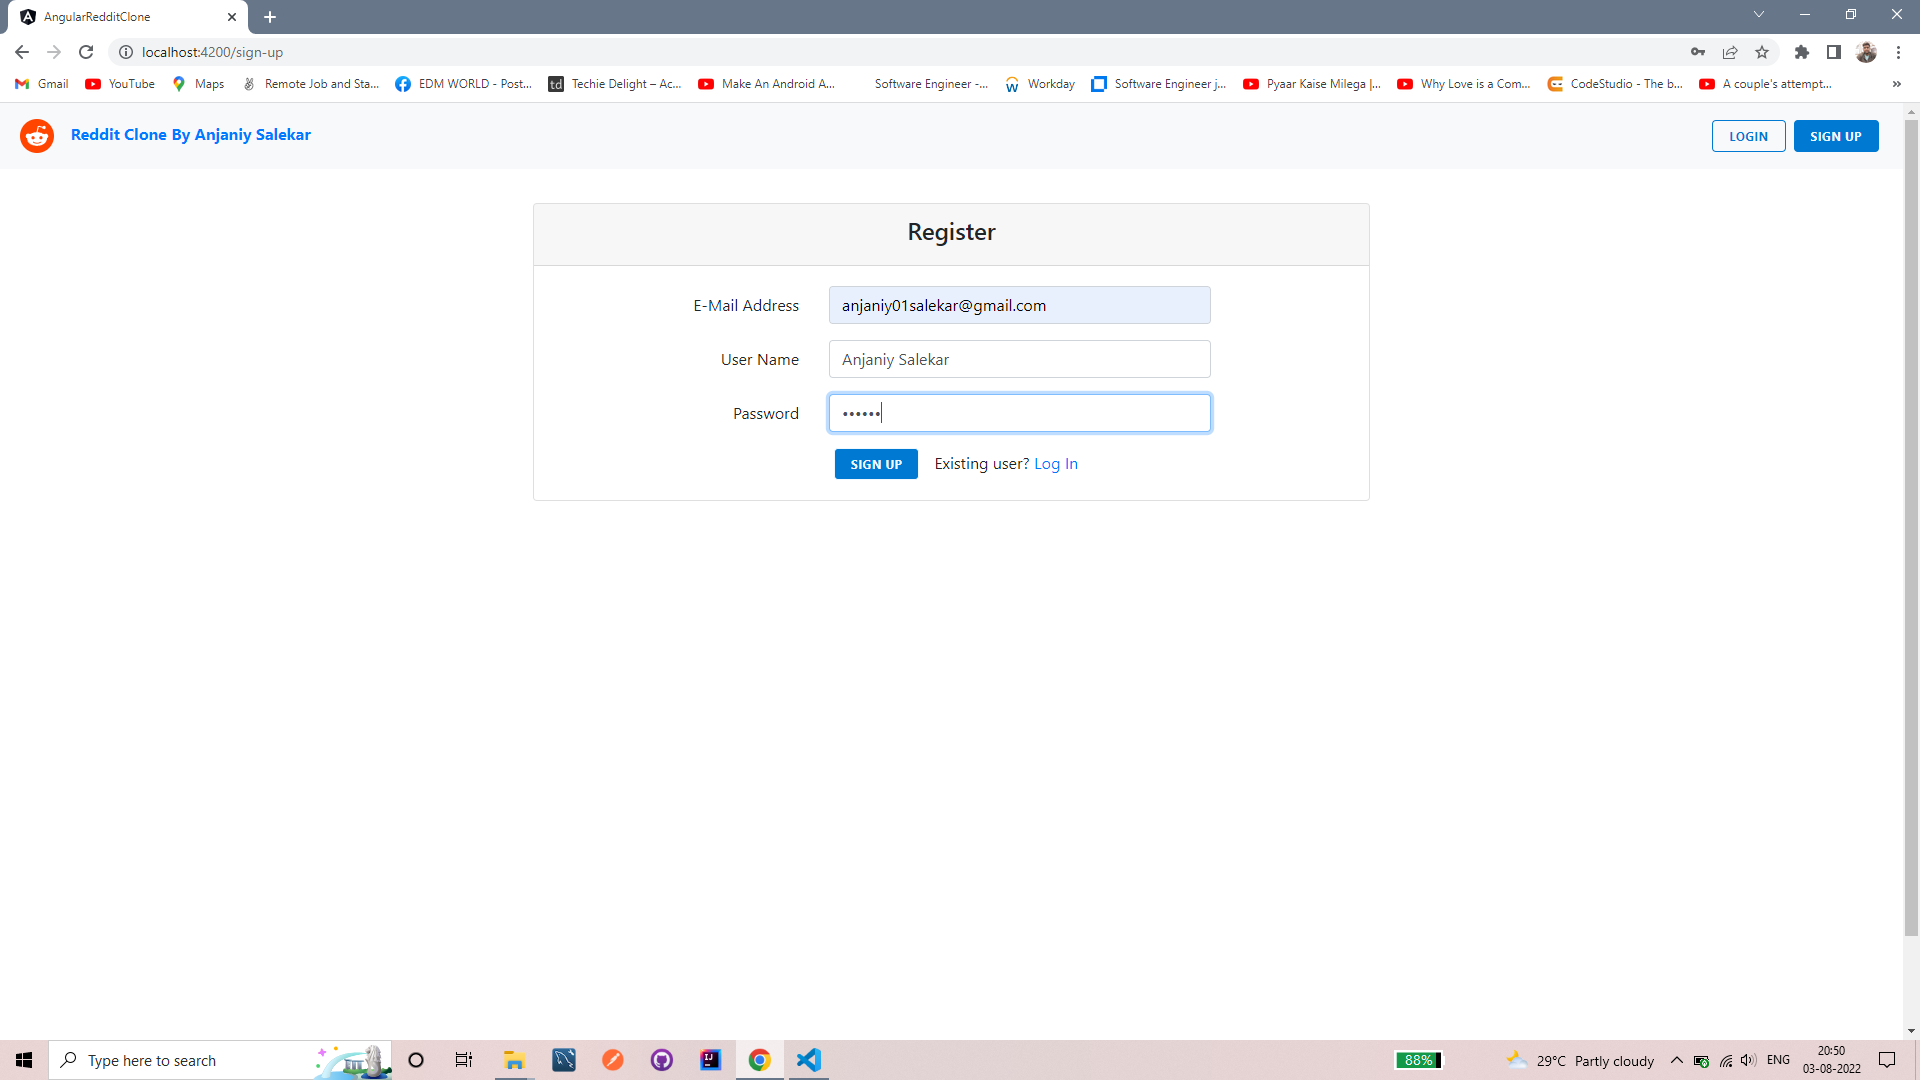 AngularRedditClone
localhost:4200/sign-up
Gmail YouTube Maps Remote Job and Sta... EDM WORLD - Post... Techie Delight – Ac... Make An Android A... Software Engineer -... Workday Software Engineer j... Pyaar Kaise Milega |... Why Love is a Com... CodeStudio - The b... A couple's attempt... »
Reddit Clone By Anjaniy Salekar LOGIN SIGN UP
Register
E-Mail Address anjaniy01salekar@gmail.com
User Name Anjaniy Salekar
Password ••••••
SIGN UP Existing user? Log In
Type here to search 88% 29°C Partly cloudy ENG 20:50
03-08-2022